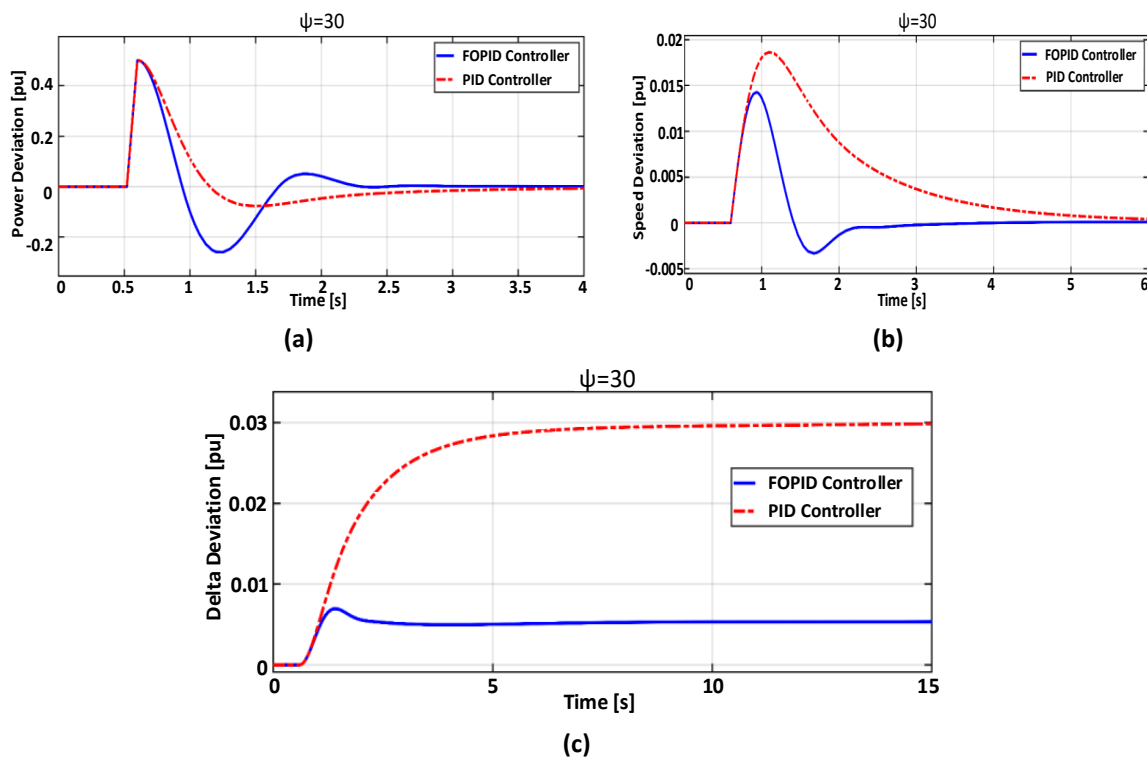 ψ=30
FOPID Controller
PID Controller
Power Deviation [pu]
0.4
0.2
0
-0.2
0 0.5 1 1.5 2 2.5 3 3.5 4
Time [s]
(a)
ψ=30
FOPID Controller
PID Controller
Speed Deviation [pu]
0.02
0.015
0.01
0.005
0
-0.005
0 1 2 3 4 5 6
Time [s]
(b)
ψ=30
FOPID Controller
PID Controller
Delta Deviation [pu]
0.03
0.02
0.01
0
0 5 10 15
Time [s]
(c)